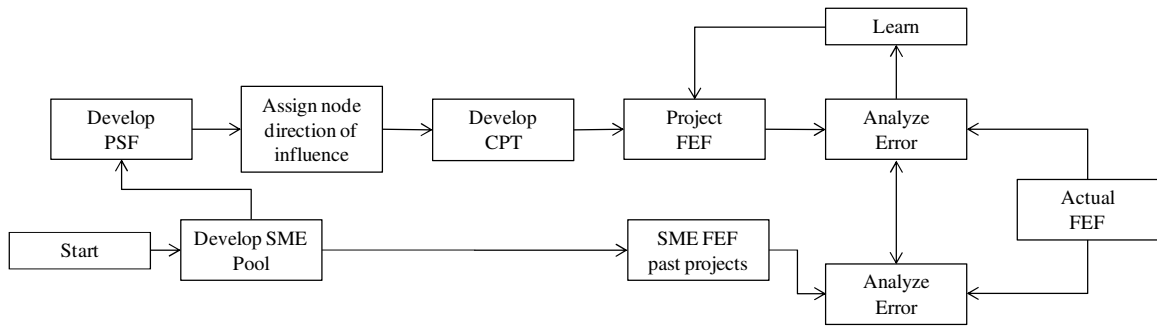 Learn
Develop
PSF
Assign node
direction of
influence
Develop
CPT
Project
FEF
Analyze
Error
Start
Develop SME
Pool
SME FEF
past projects
Actual
FEF
Analyze
Error